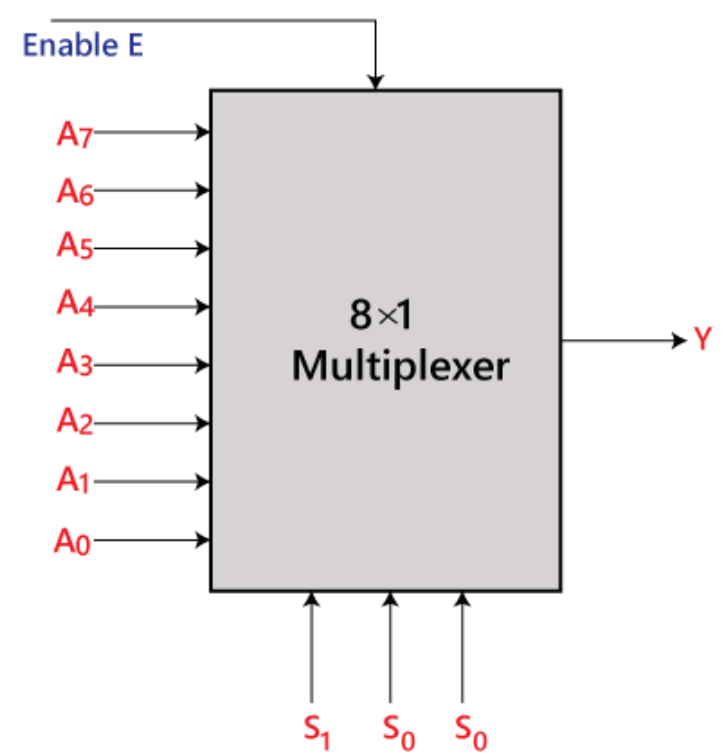 Enable E
A7
A6
A5
A4
A3
A2
A1
A0
8×1
Multiplexer
Y
S1 S0 S0